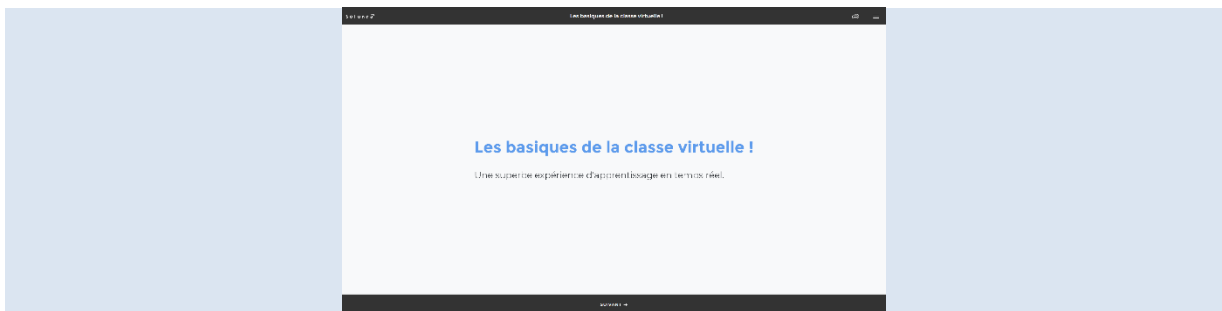 Les basiques de la classe virtuelle !
Les basiques de la classe virtuelle !
Une superbe expérience d'apprentissage en temps réel.
SUIVANT →